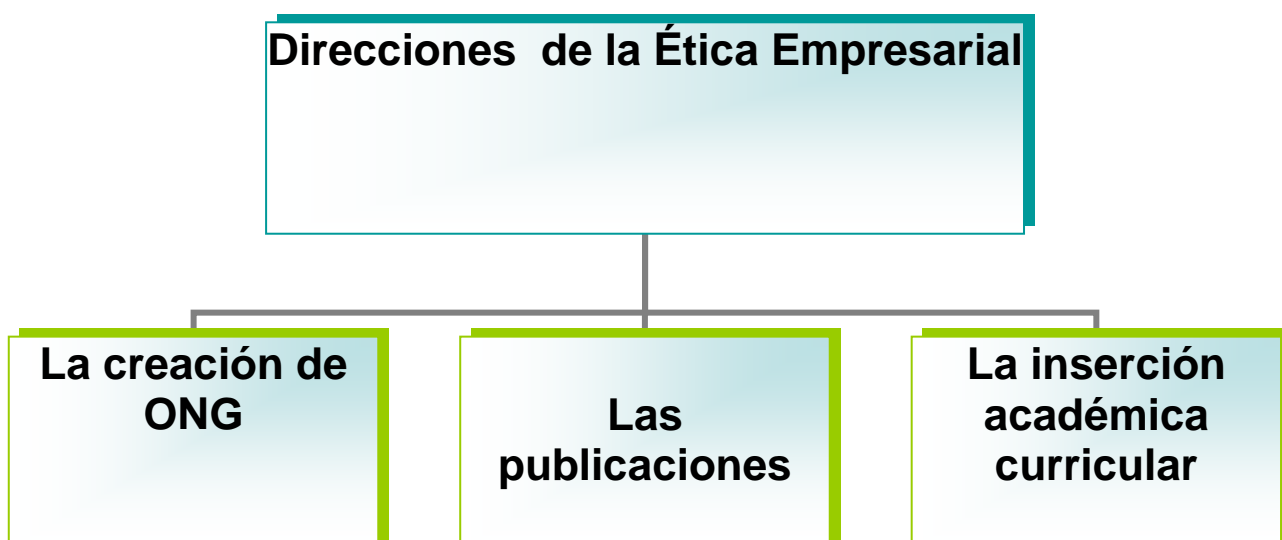 Direcciones de la Ética Empresarial
La creación de
ONG
Las
publicaciones
La inserción
académica
curricular